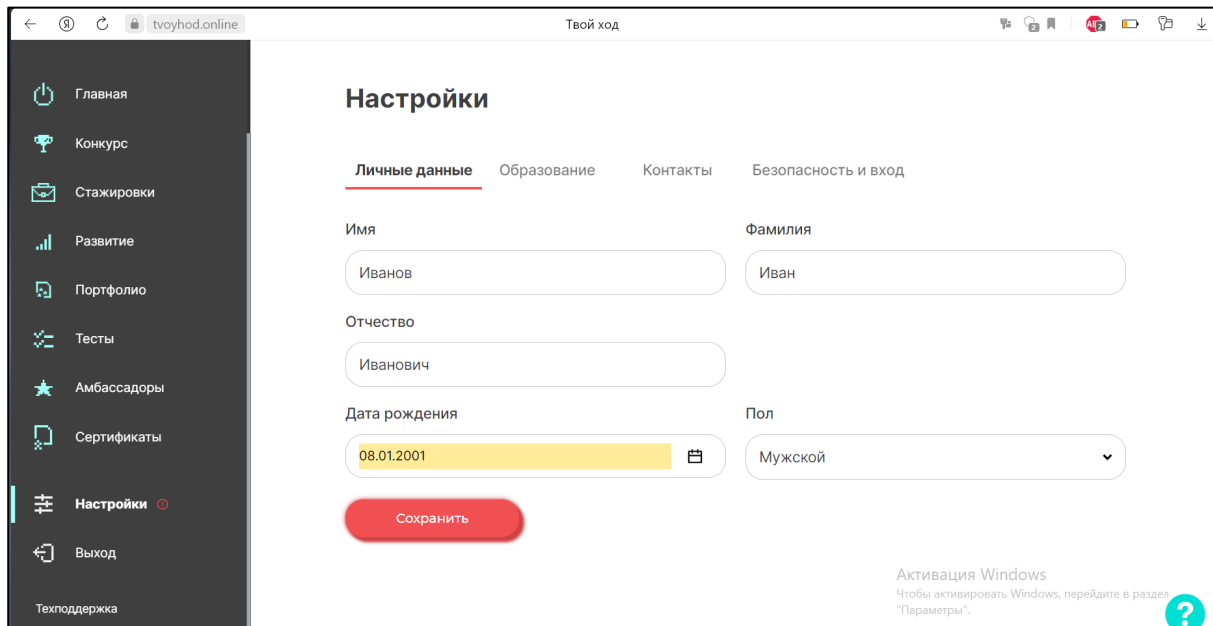 tvoyhod.online
Твой ход
2
2
Главная
Конкурс
Стажировки
Развитие
Портфолио
Тесты
Амбассадоры
Сертификаты
Настройки
Выход
Техподдержка
Настройки
Личные данные Образование Контакты Безопасность и вход
Имя Фамилия
Иванов Иван
Отчество
Иванович
Дата рождения Пол
08.01.2001 Мужской
Сохранить
Активация Windows
Чтобы активировать Windows, перейдите в раздел
"Параметры".
?